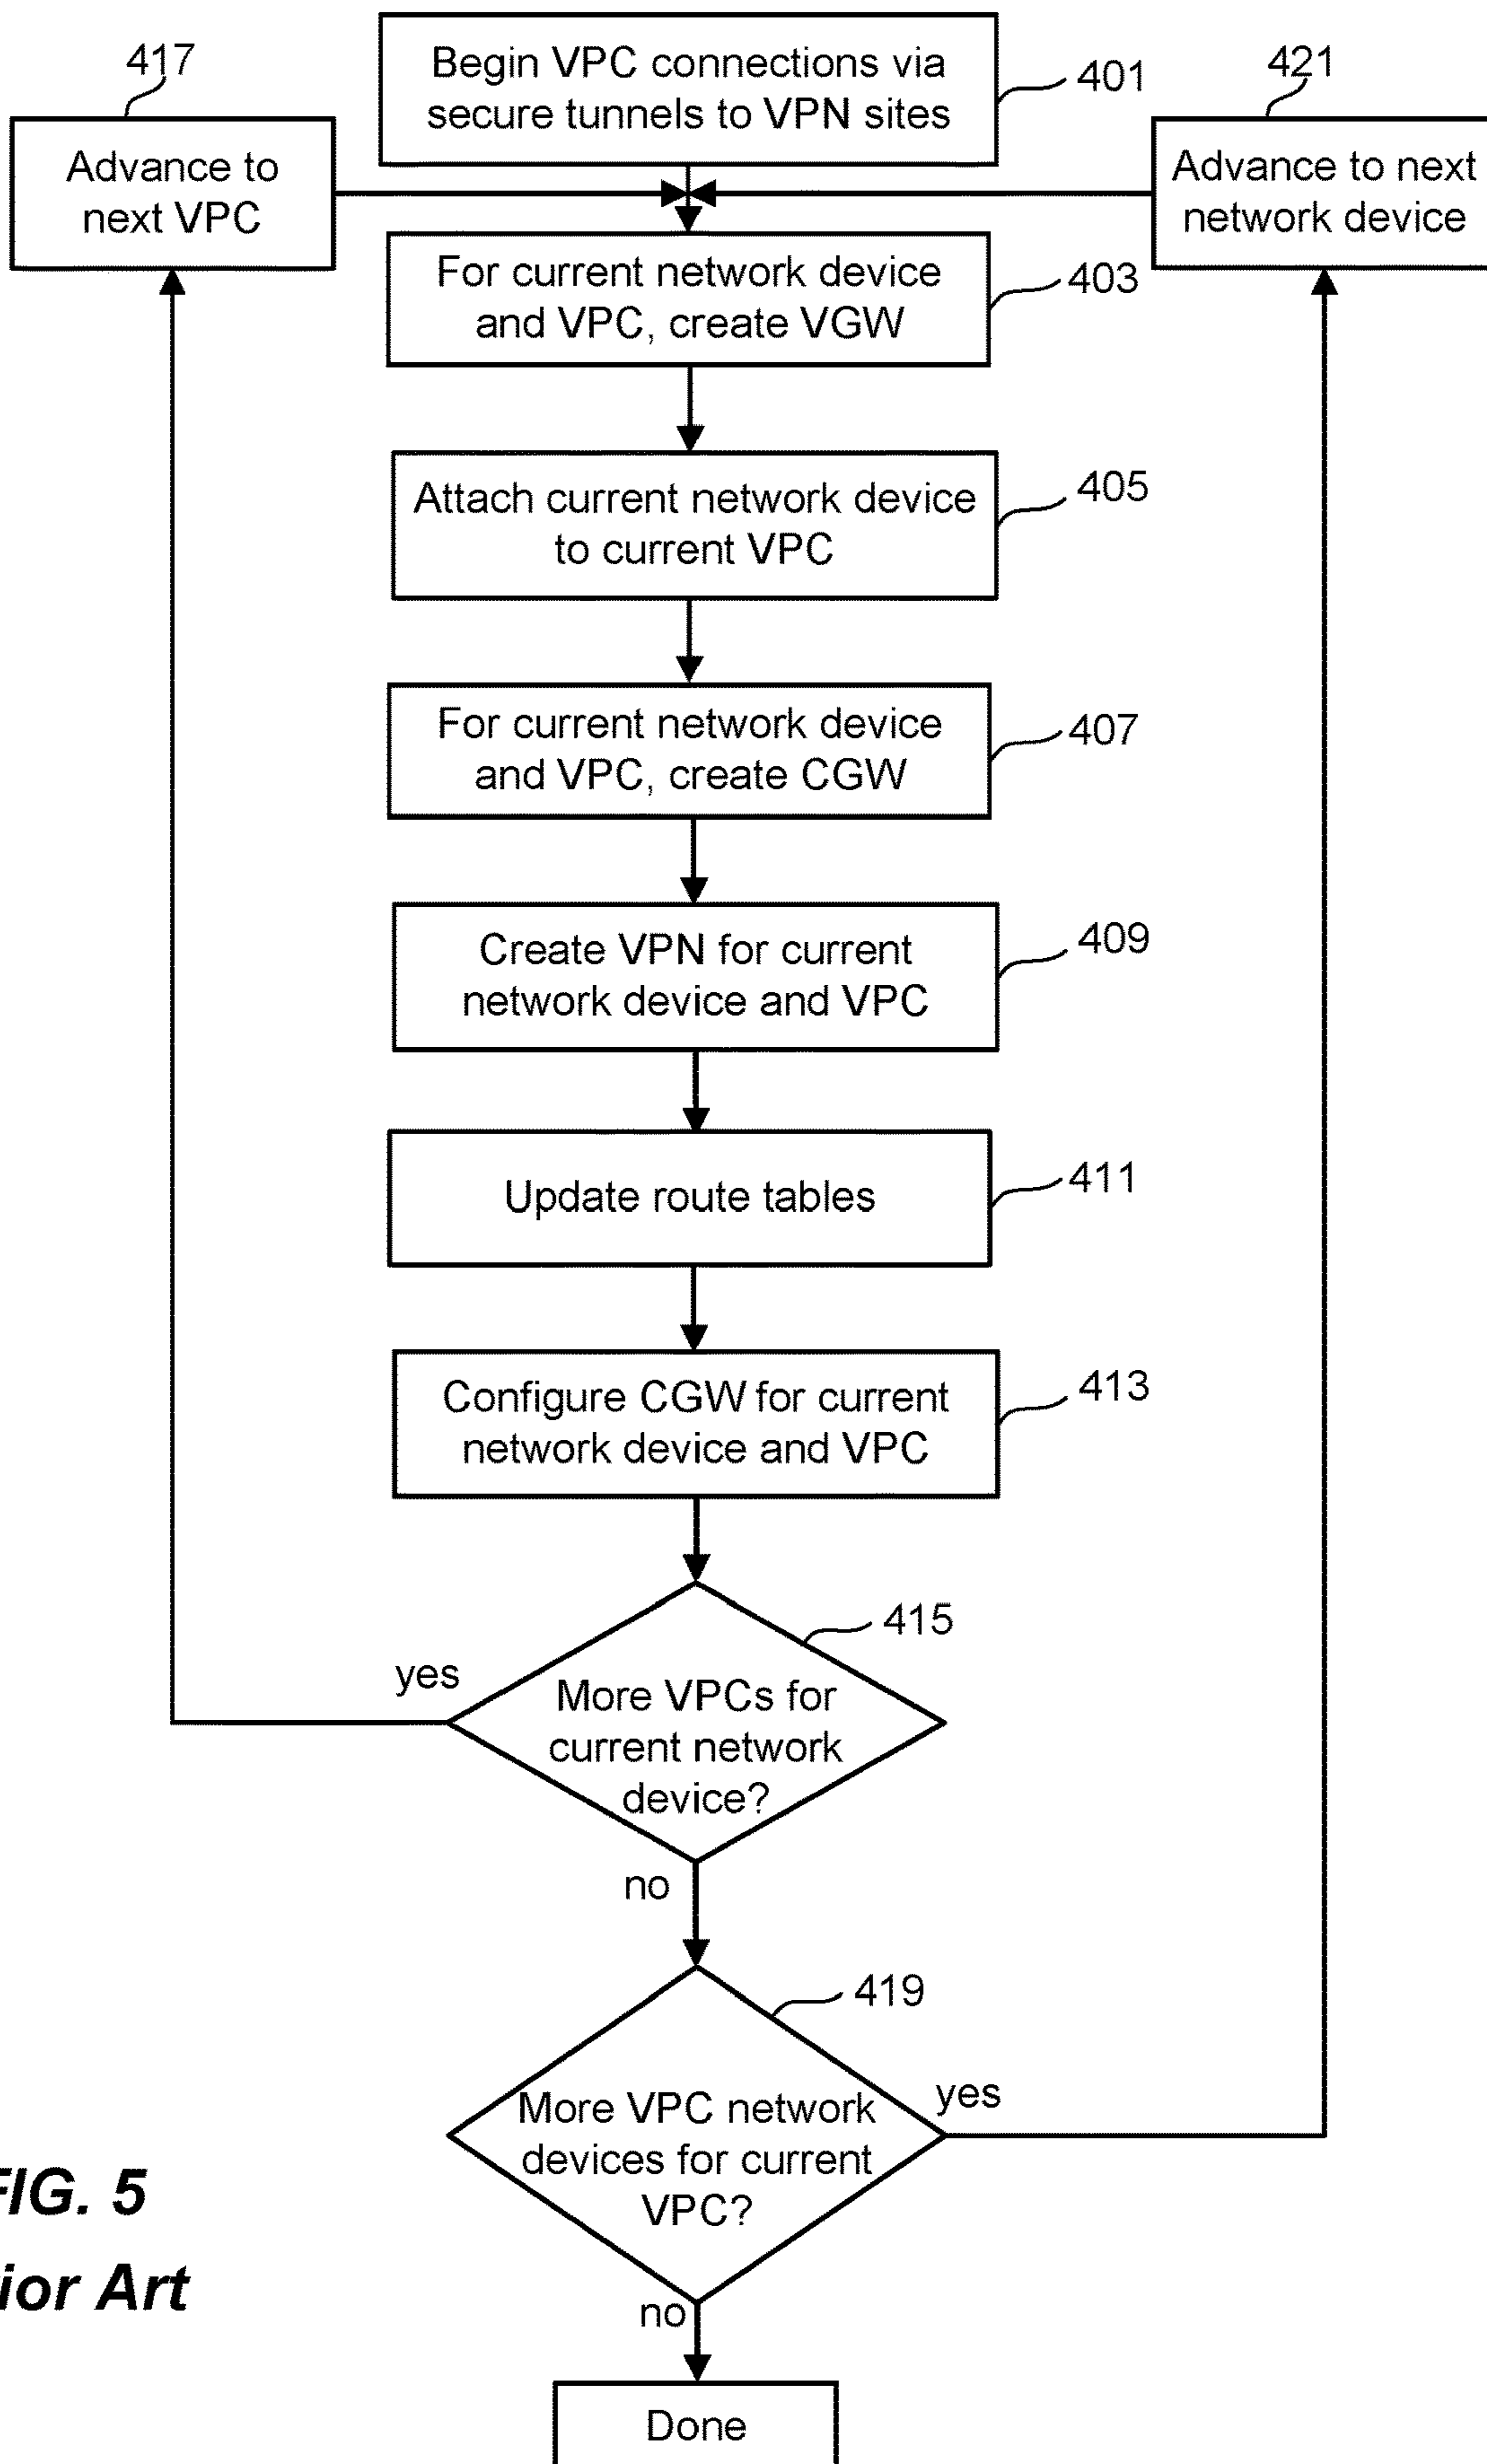 417
Begin VPC connections via
secure tunnels to VPN sites
401
421
Advance to
next VPC
Advance to next
network device
For current network device
and VPC, create VGW
403
Attach current network device
to current VPC
405
For current network device
and VPC, create CGW
407
Create VPN for current
network device and VPC
409
Update route tables
411
Configure CGW for current
network device and VPC
413
415
yes
More VPCs for
current network
device?
no
419
More VPC network
devices for current
VPC?
yes
no
FIG. 5
ior Art
Done